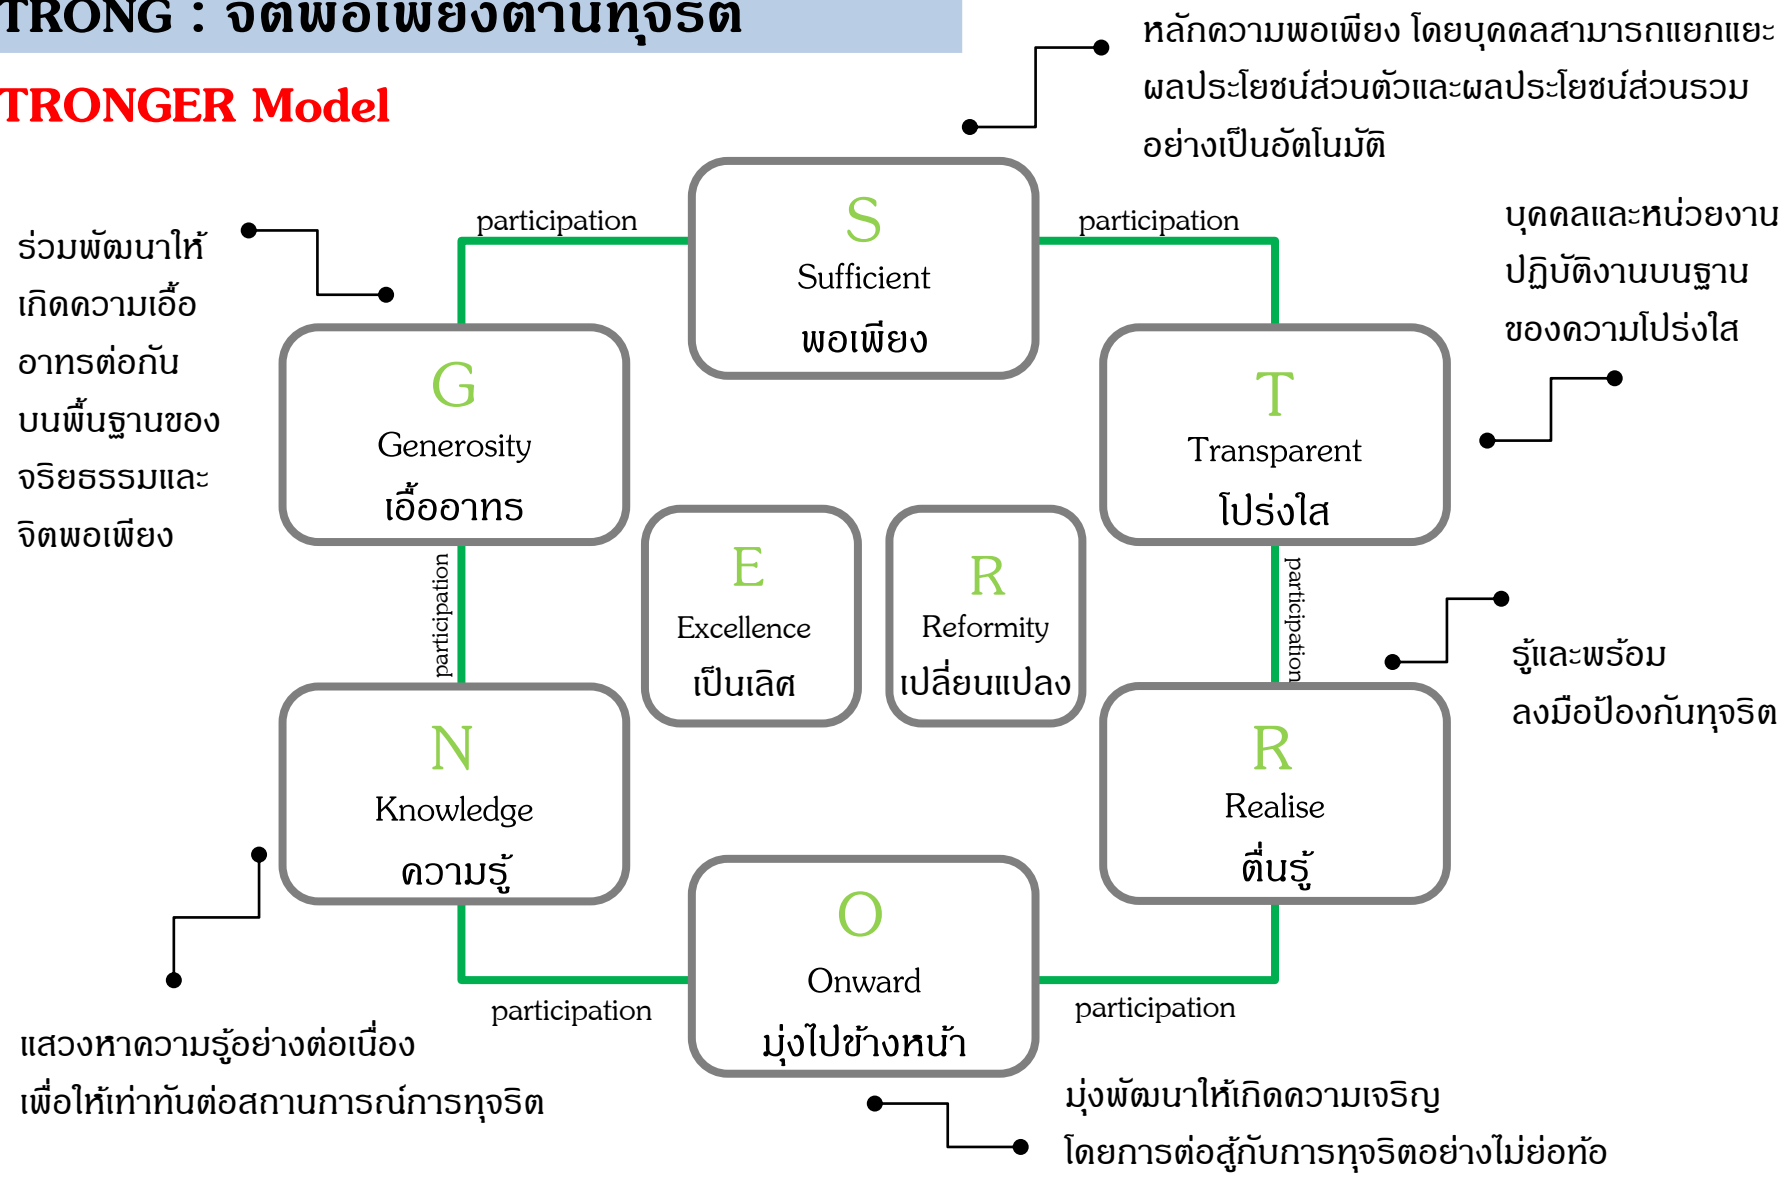 TRONG : จิตพอเพียงต้านทุจริต
TRONGER Model
หลักความพอเพียง โดยบุคคลสามารถแยกแยะ
ผลประโยชน์ส่วนตัวและผลประโยชน์ส่วนรวม
อย่างเป็นอัตโนมัติ
participation
S
Sufficient
พอเพียง
participation
บุคคลและหน่วยงาน
ปฏิบัติงานบนฐาน
ของความโปร่งใส
ร่วมพัฒนาให้
เกิดความเอื้อ
อาทรต่อกัน
บนพื้นฐานของ
จริยธรรมและ
จิตพอเพียง
G
Generosity
เอื้ออาทร
T
Transparent
โปร่งใส
E
Excellence
เป็นเลิศ
R
Reformity
เปลี่ยนแปลง
participation
participation
รู้และพร้อม
ลงมือป้องกันทุจริต
N
Knowledge
ความรู้
R
Realise
ตื่นรู้
O
Onward
มุ่งไปข้างหน้า
participation
participation
แสวงหาความรู้อย่างต่อเนื่อง
เพื่อให้เท่าทันต่อสถานการณ์การทุจริต
มุ่งพัฒนาให้เกิดความเจริญ
โดยการต่อสู้กับการทุจริตอย่างไม่ย่อท้อ